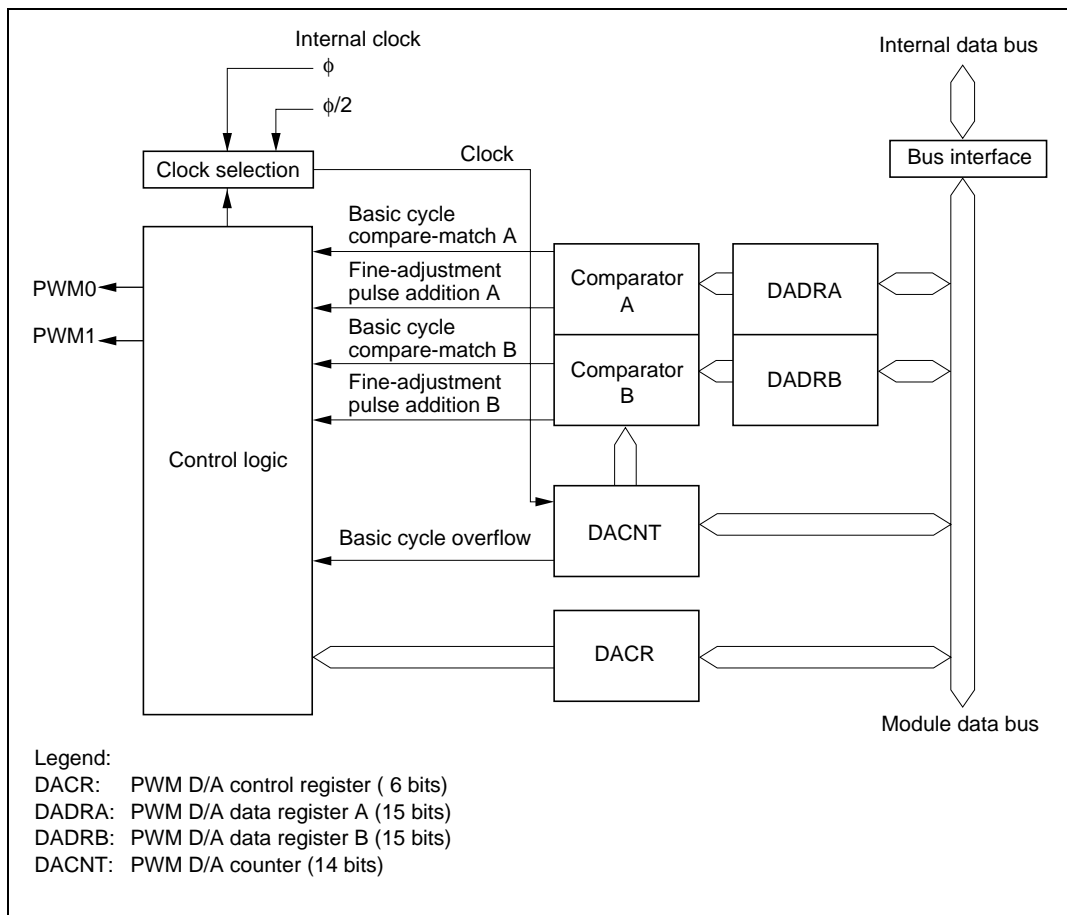 Internal clock
ϕ
ϕ/2
Internal data bus
Clock selection
Clock
Bus interface
Basic cycle
compare-match A
Fine-adjustment
pulse addition A
Basic cycle
compare-match B
Fine-adjustment
pulse addition B
Comparator
A
DADRA
PWM0
PWM1
Comparator
B
DADRB
Control logic
DACNT
Basic cycle overflow
DACR
Module data bus
Legend:
DACR: PWM D/A control register ( 6 bits)
DADRA: PWM D/A data register A (15 bits)
DADRB: PWM D/A data register B (15 bits)
DACNT: PWM D/A counter (14 bits)